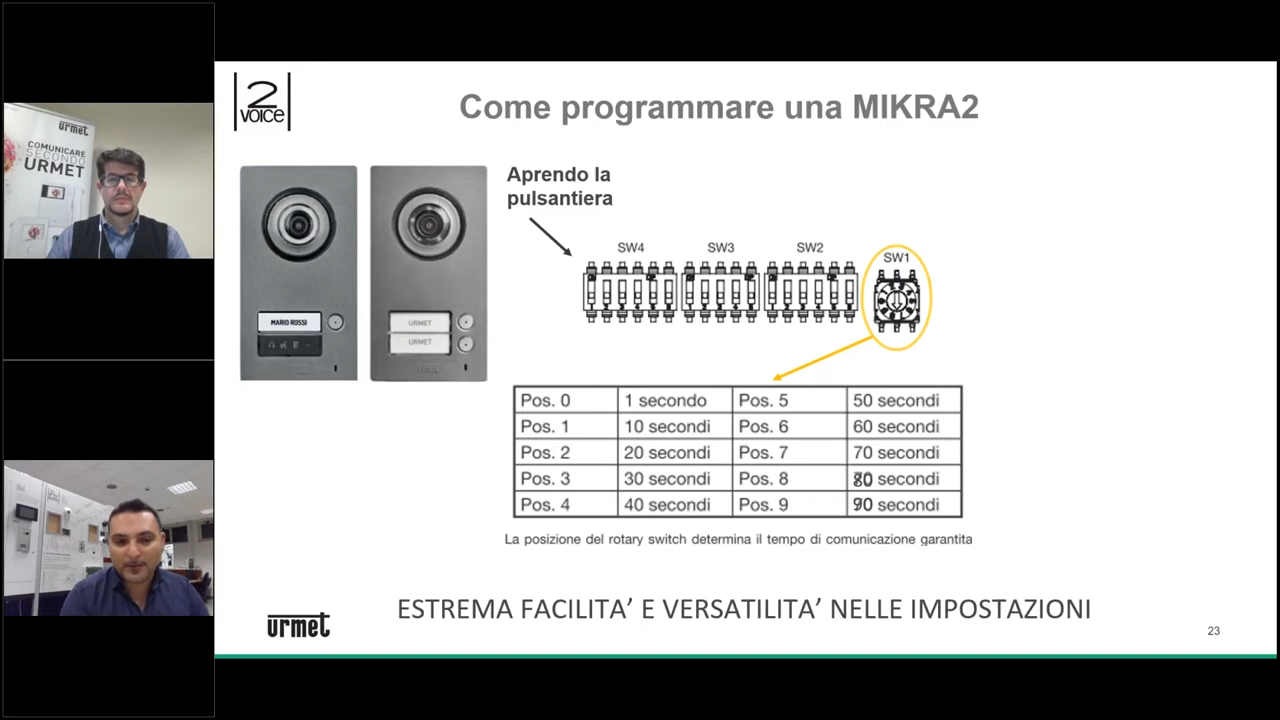 urmet
COMUNICARE
SECONDO
URMET
2
VOICE
Come programmare una MIKRA2
Aprendo la
pulsantiera
SW4 SW3 SW2 SW1
MARIO ROSSI
URMET
URMET
Pos. 0 1 secondo Pos. 5 50 secondi
Pos. 1 10 secondi Pos. 6 60 secondi
Pos. 2 20 secondi Pos. 7 70 secondi
Pos. 3 30 secondi Pos. 8 80 secondi
Pos. 4 40 secondi Pos. 9 90 secondi
La posizione del rotary switch determina il tempo di comunicazione garantita
ESTREMA FACILITA’ E VERSATILITA’ NELLE IMPOSTAZIONI
urmet
23